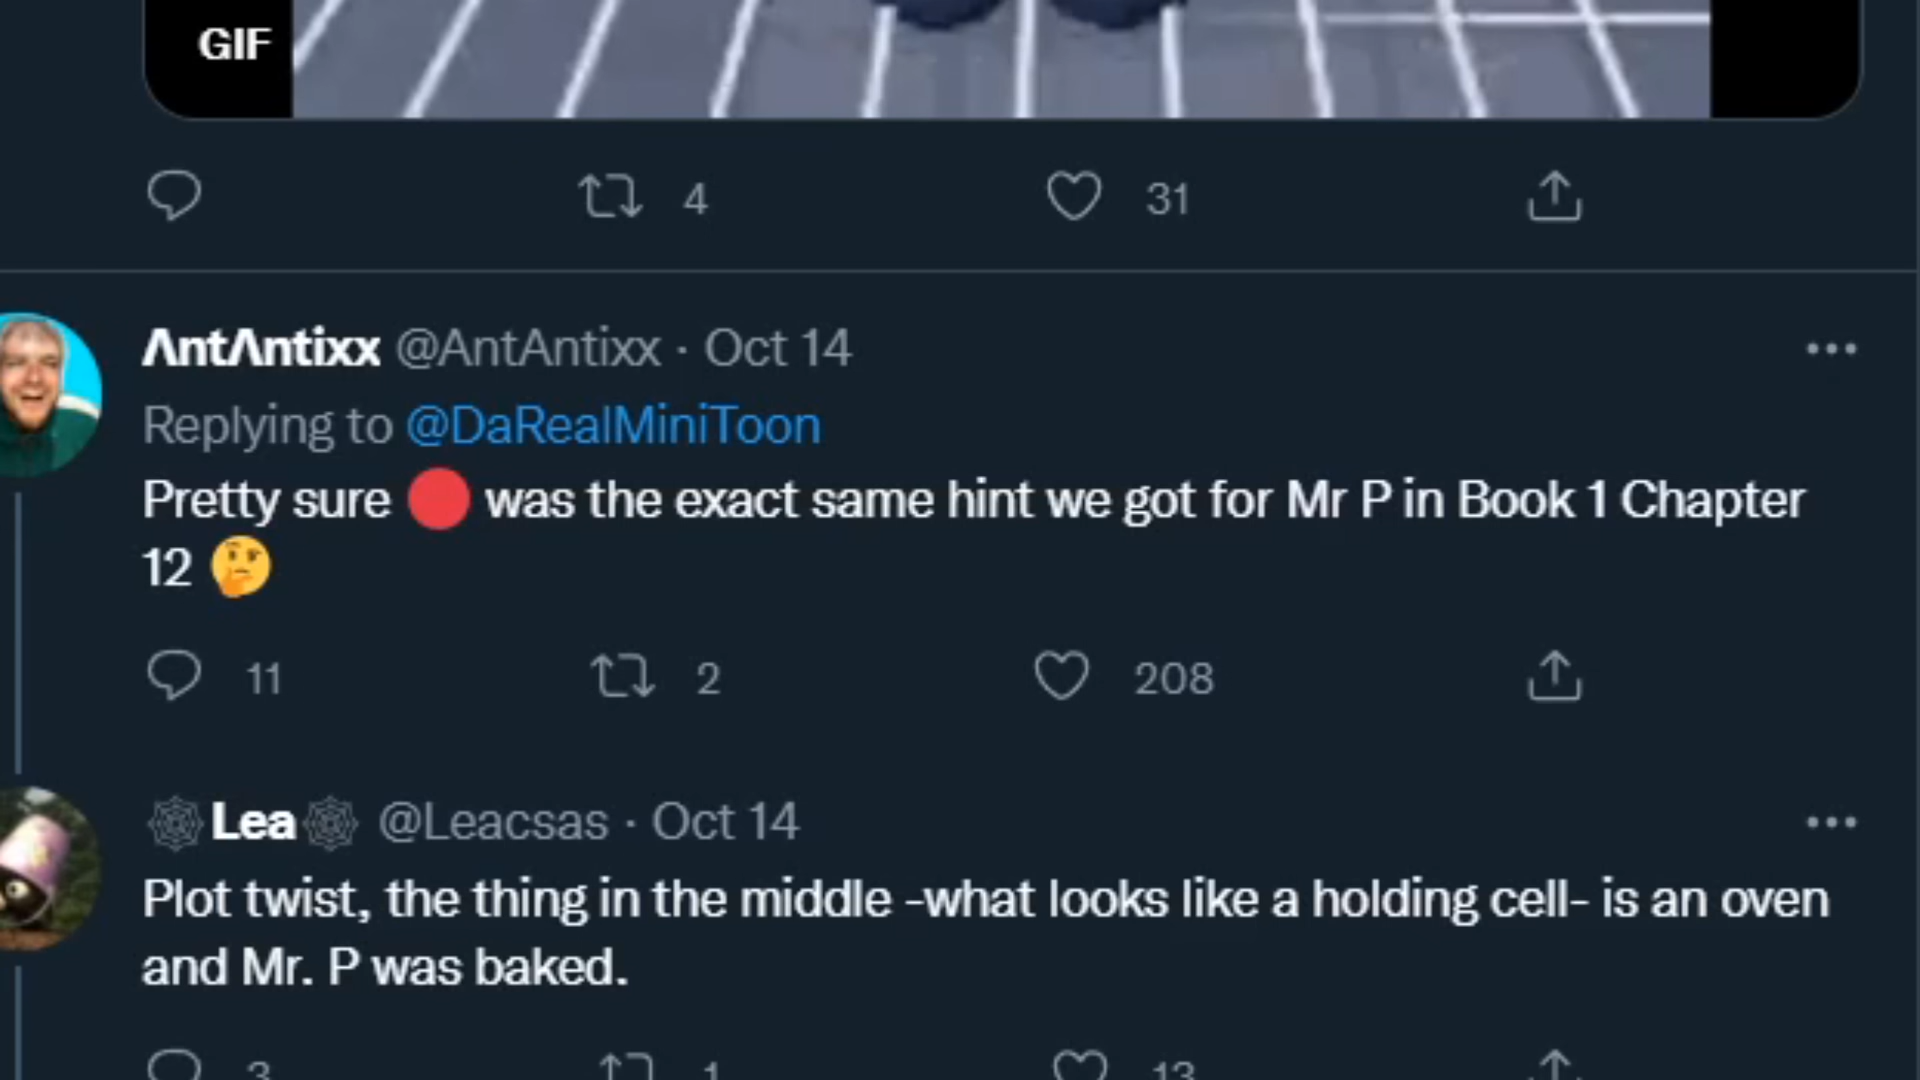 GIF
4 31
ΛntΛntixx @AntAntixx · Oct 14
Replying to @DaRealMiniToon
Pretty sure 🔴 was the exact same hint we got for Mr P in Book 1 Chapter
12 🤔
11 2 208
🕸Lea🕸 @Leacsas · Oct 14
Plot twist, the thing in the middle -what looks like a holding cell- is an oven
and Mr. P was baked.
3 1 13